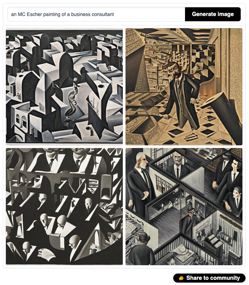 an MC Escher painting of a business consultant
Generate image
Share to community